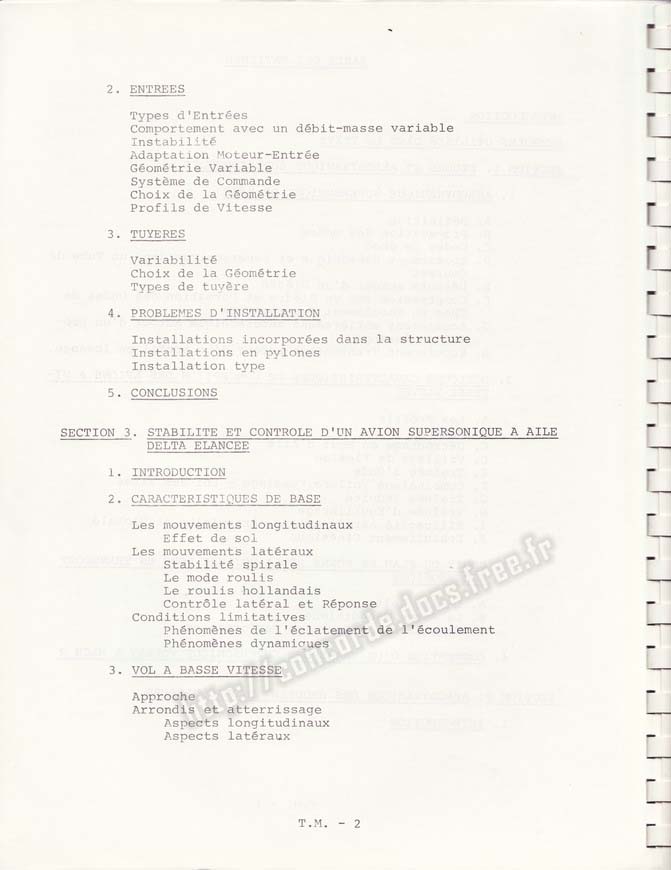 2. ENTREES
Types d'Entrées
Comportement avec un débit-masse variable
Instabilité
Adaptation Moteur-Entrée
Géométrie Variable
Système de Commande
Choix de la Géométrie
Profils de Vitesse
3. TUYERES
Variabilité
Choix de la Géométrie
Types de tuyère
4. PROBLEMES D'INSTALLATION
Installations incorporées dans la structure
Installations en pylones
Installation type
5. CONCLUSIONS
SECTION 3. STABILITE ET CONTROLE D'UN AVION SUPERSONIQUE A AILE
DELTA ELANCEE
1. INTRODUCTION
2. CARACTERISTIQUES DE BASE
Les mouvements longitudinaux
Effet de sol
Les mouvements latéraux
Stabilité spirale
Le mode roulis
Le roulis hollandais
Contrôle latéral et Réponse
Conditions limitatives
Phénomènes de l'éclatement de l'écoulement
Phénomènes dynamiques
3. VOL A BASSE VITESSE
Approche
Arrondis et atterrissage
Aspects longitudinaux
Aspects latéraux
T.M. - 2
http://concorde.docs.free.fr